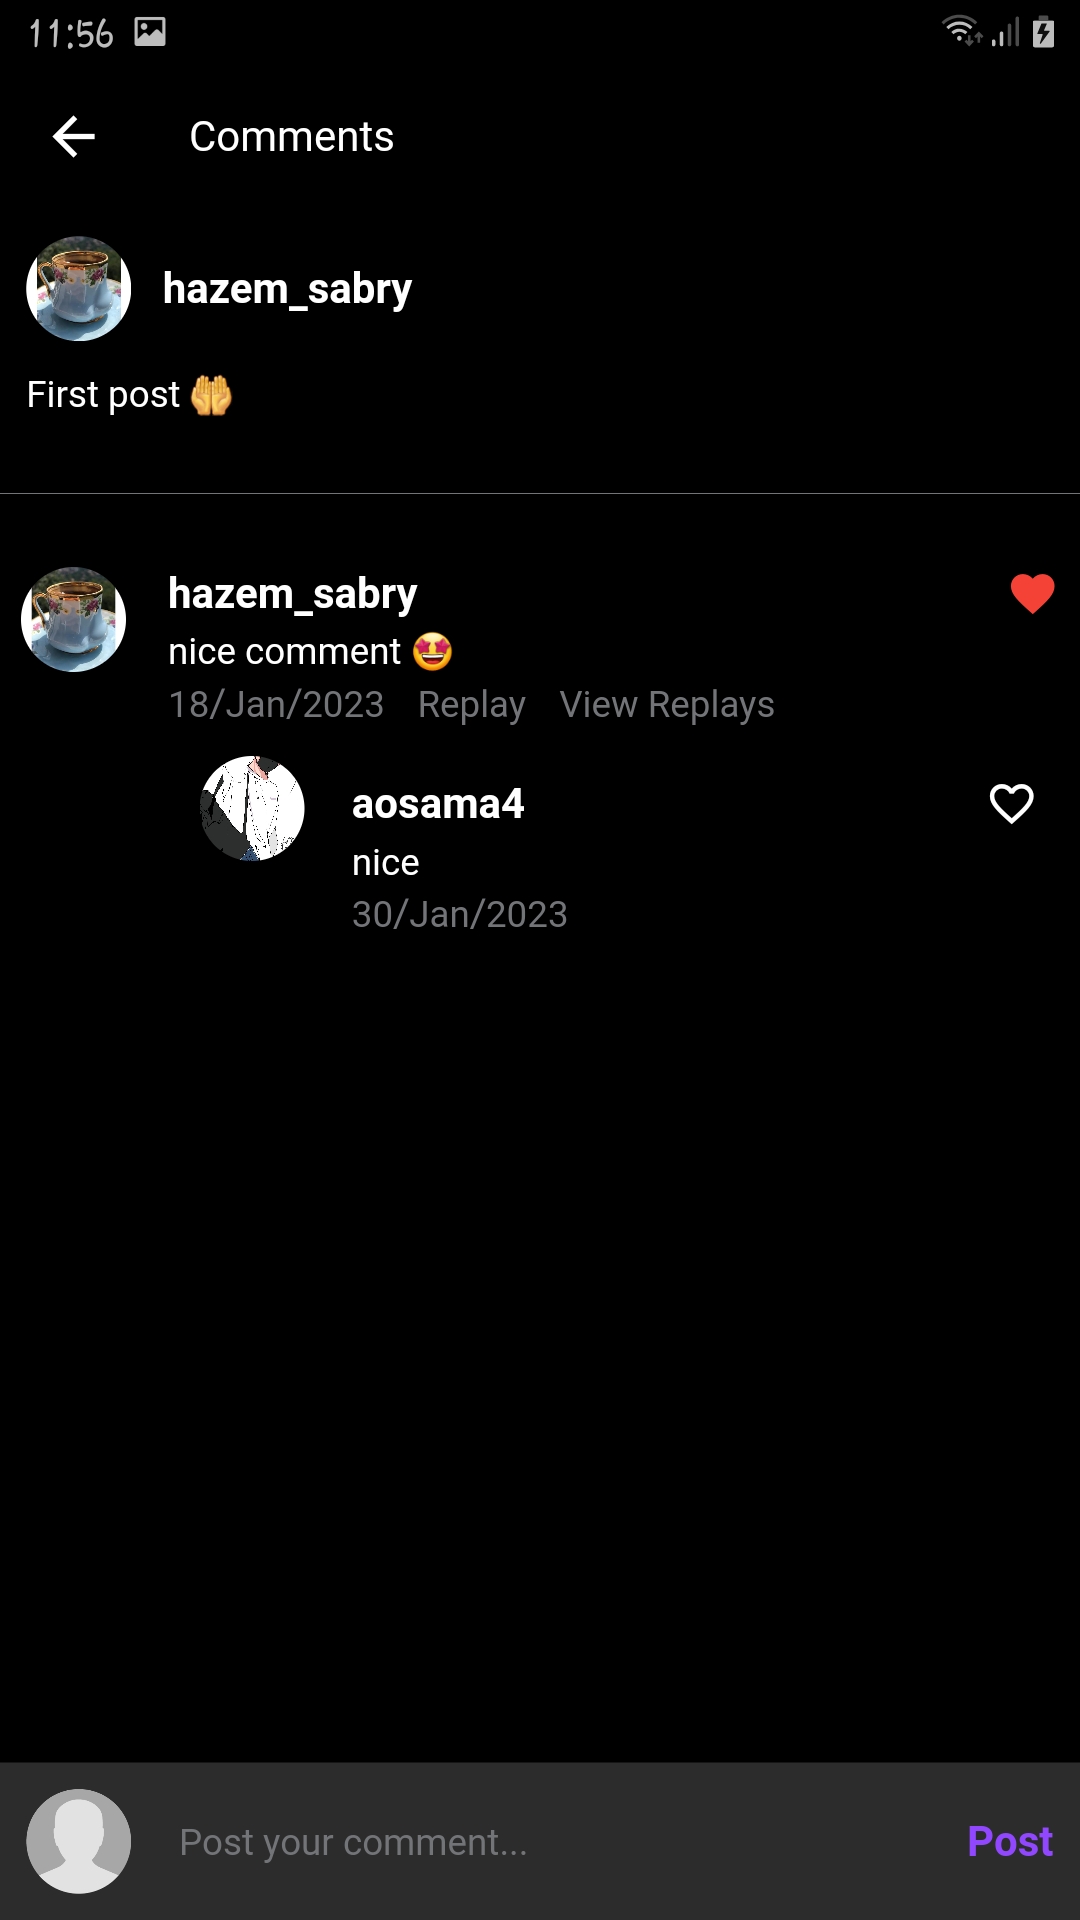 11:56
Comments
hazem_sabry
First post 🤲
hazem_sabry
nice comment 🤩
18/Jan/2023 Replay View Replays
aosama4
nice
30/Jan/2023
Post your comment... Post